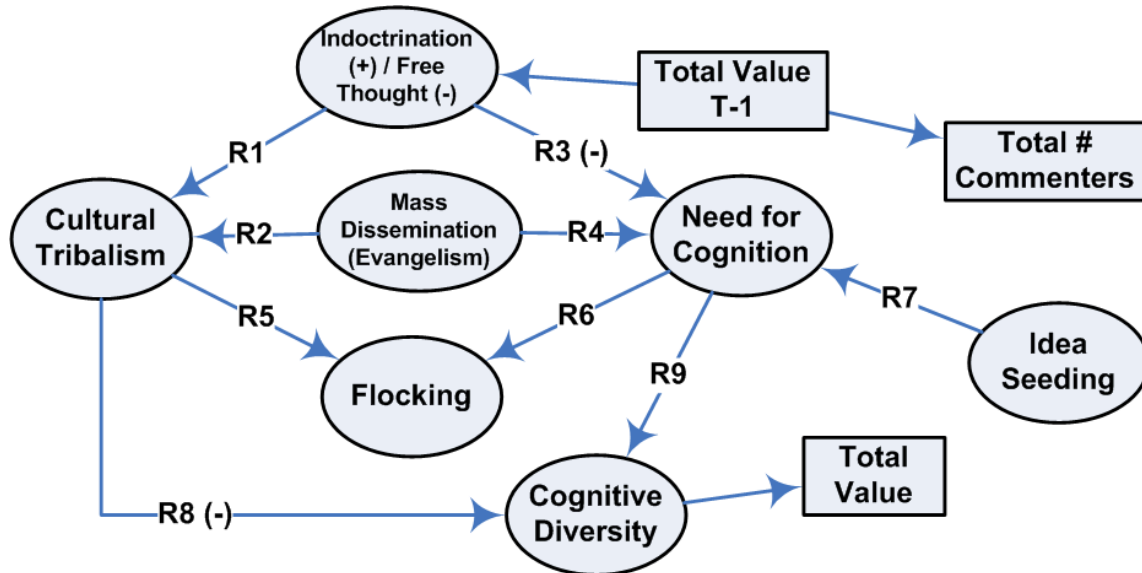 Indoctrination
(+) / Free
Thought (-)
Total Value
T-1
Total #
Commenters
R1
R3 (-)
Cultural
Tribalism
R2
Mass
Dissemination
(Evangelism)
R4
Need for
Cognition
R5
R6
R7
Flocking
Idea
Seeding
R9
R8 (-)
Cognitive
Diversity
Total
Value